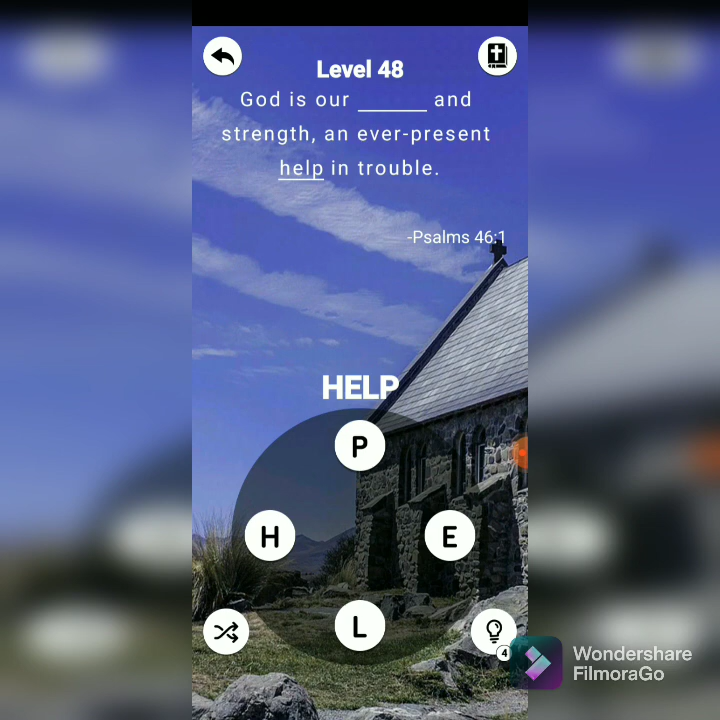 Level 48
God is our ______ and
strength, an ever-present
help in trouble.
-Psalms 46:1
HELP
P
H
E
L
4
Wondershare
FilmoraGo